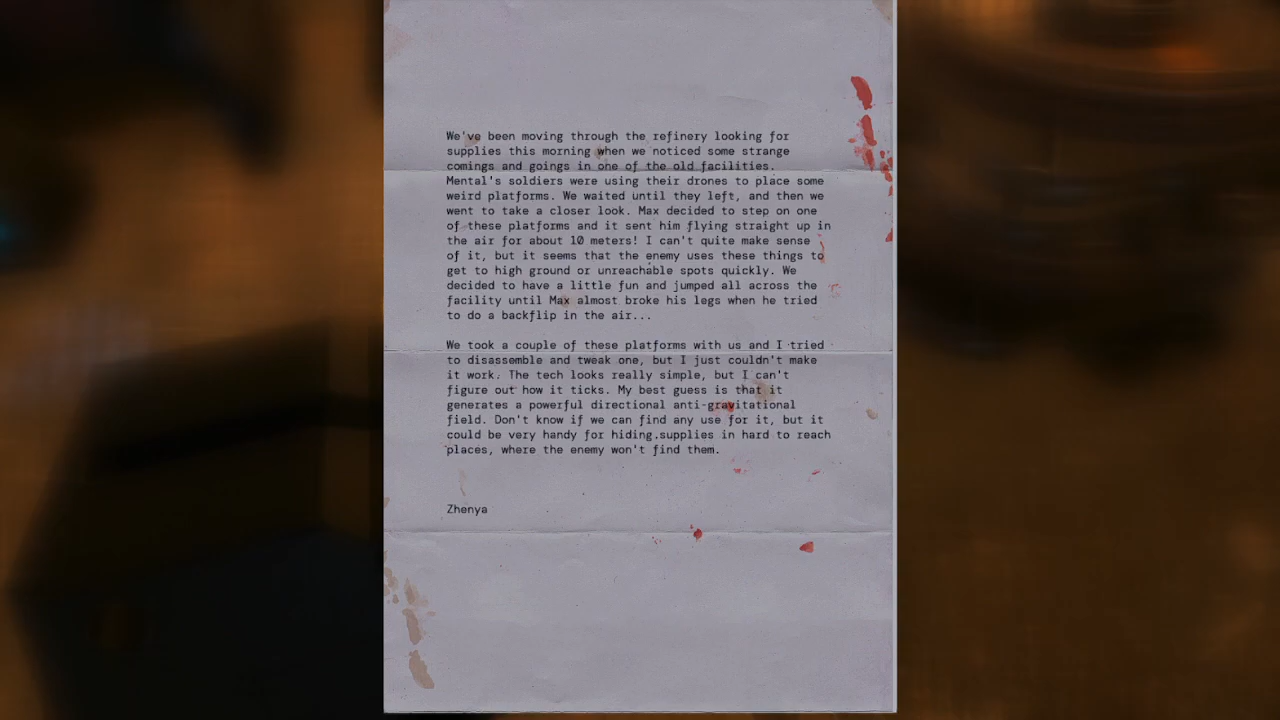 We've been moving through the refinery looking for
supplies this morning when we noticed some strange
comings and goings in one of the old facilities.
Mental's soldiers were using their drones to place some
weird platforms. We waited until they left, and then we
went to take a closer look. Max decided to step on one
of these platforms and it sent him flying straight up in
the air for about 10 meters! I can't quite make sense
of it, but it seems that the enemy uses these things to
get to high ground or unreachable spots quickly. We
decided to have a little fun and jumped all across the
facility until Max almost broke his legs when he tried
to do a backflip in the air...
We took a couple of these platforms with us and I tried
to disassemble and tweak one, but I just couldn't make
it work. The tech looks really simple, but I can't
figure out how it ticks. My best guess is that it
generates a powerful directional anti-gravitational
field. Don't know if we can find any use for it, but it
could be very handy for hiding supplies in hard to reach
places, where the enemy won't find them.
Zhenya